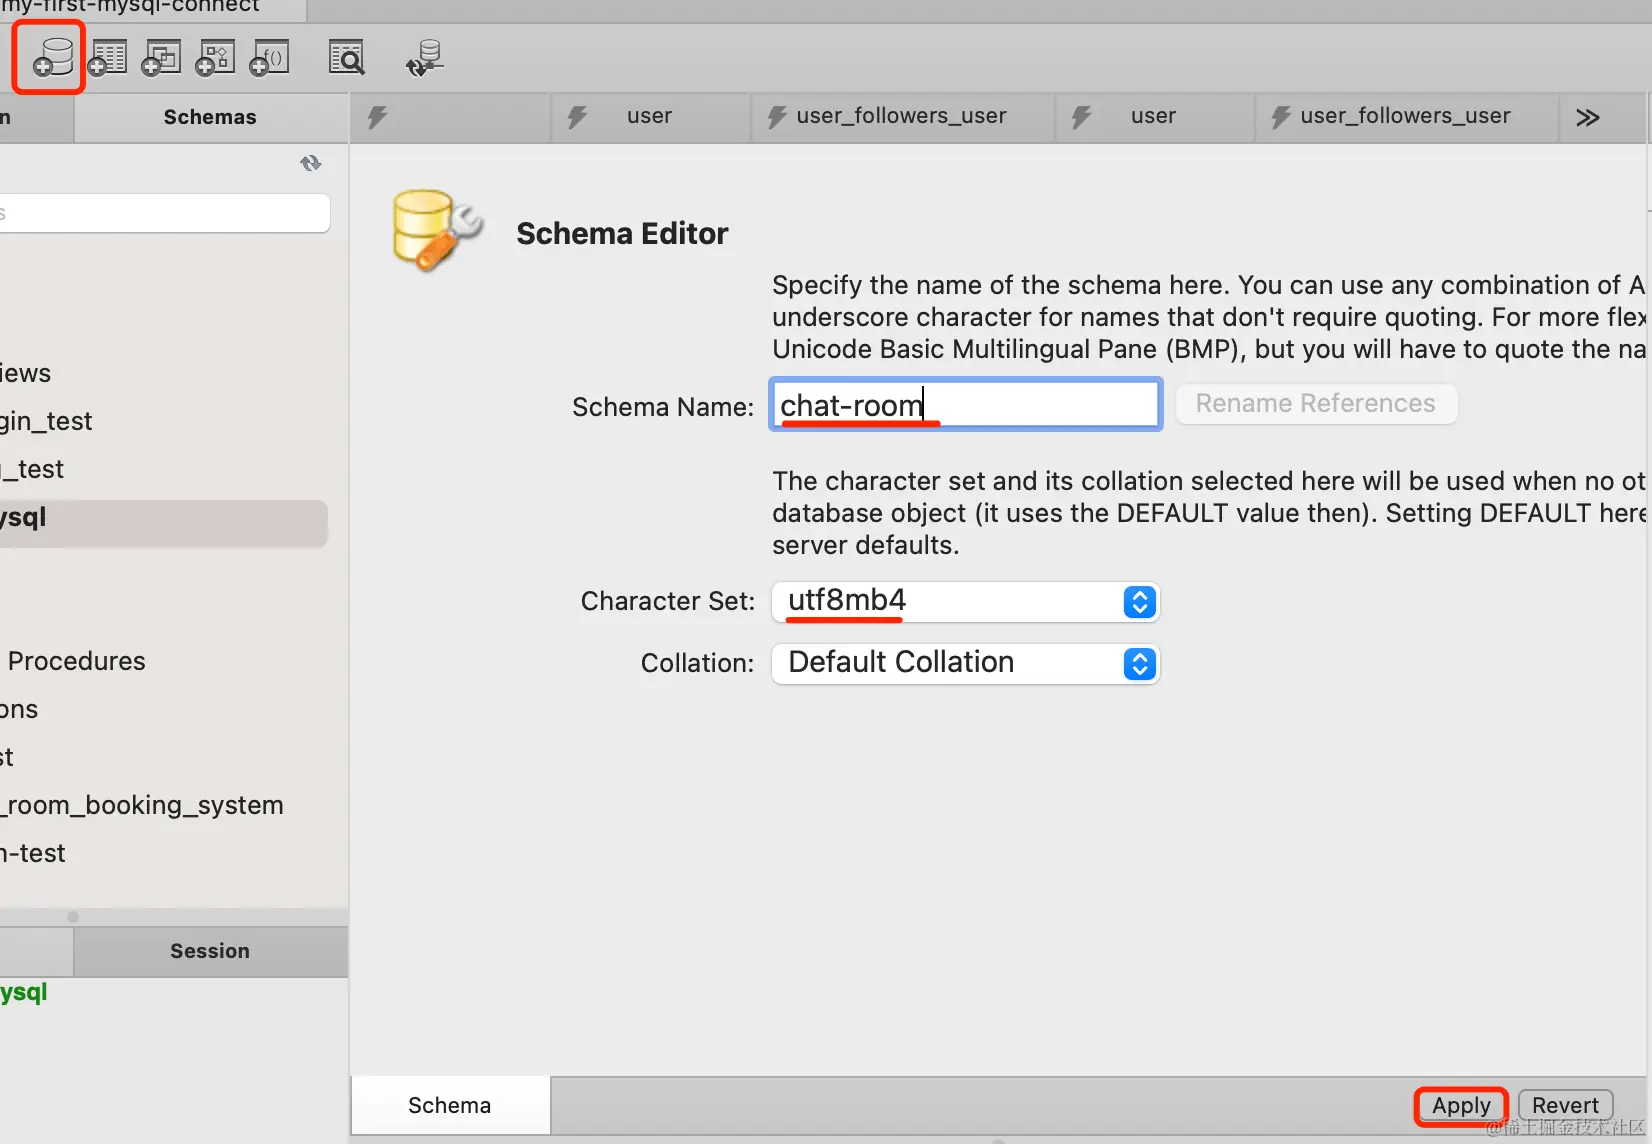 my-first-mysql-connect
n
Schemas
user
user_followers_user
user
user_followers_user
s
Schema Editor
Specify the name of the schema here. You can use any combination of A
underscore character for names that don't require quoting. For more flex
Unicode Basic Multilingual Pane (BMP), but you will have to quote the na
iews
Schema Name:
chat-room
Rename References
gin_test
_test
The character set and its collation selected here will be used when no ot
database object (it uses the DEFAULT value then). Setting DEFAULT here
server defaults.
ysql
Character Set:
utf8mb4
Collation:
Default Collation
Procedures
ons
st
_room_booking_system
n-test
Session
ysql
Schema
Apply
Revert
@稀土掘金技术社区